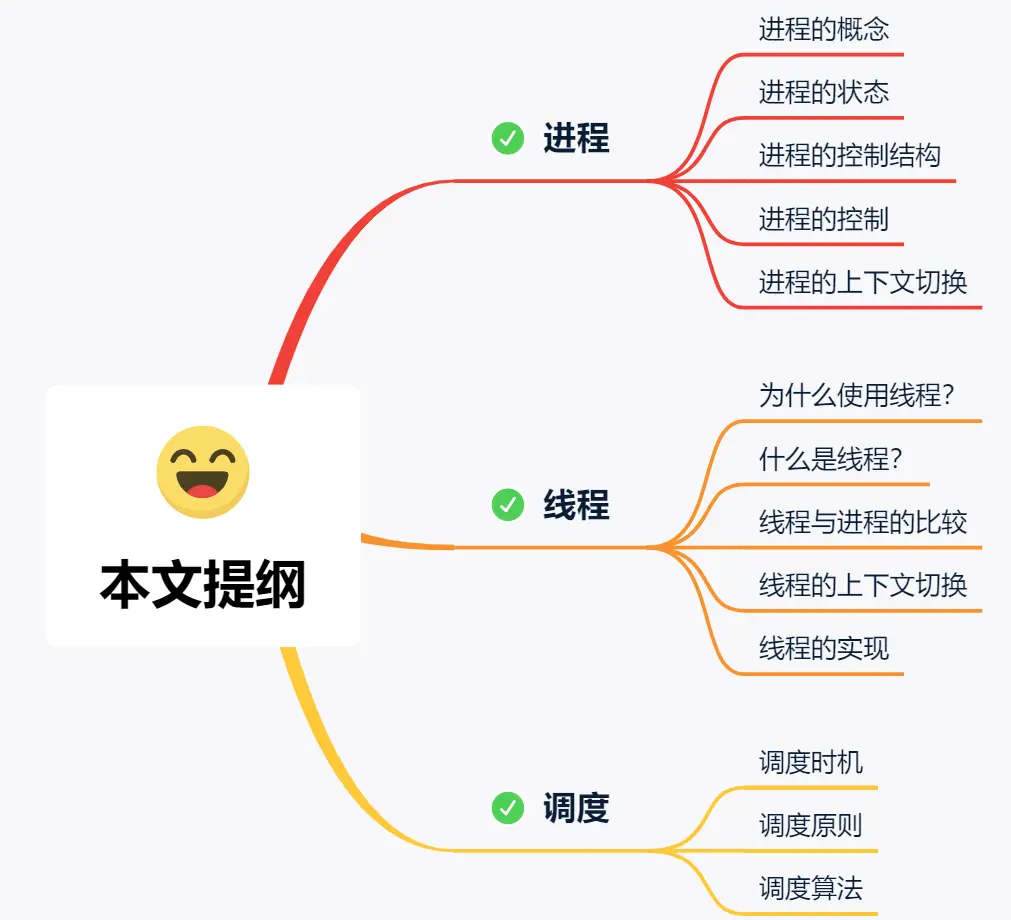 本文提纲
进程
进程的概念
进程的状态
进程的控制结构
进程的控制
进程的上下文切换
线程
为什么使用线程？
什么是线程？
线程与进程的比较
线程的上下文切换
线程的实现
调度
调度时机
调度原则
调度算法